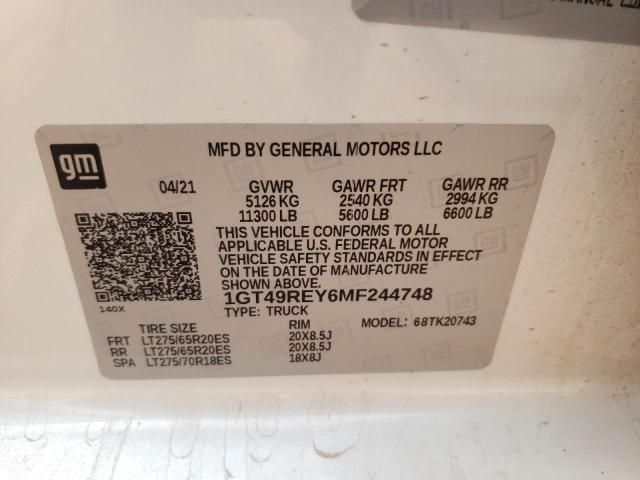 MANUAL
gm
MFD BY GENERAL MOTORS LLC
04/21 GVWR GAWR FRT GAWR RR
5126 KG 2540 KG 2994 KG
11300 LB 5600 LB 6600 LB
THIS VEHICLE CONFORMS TO ALL
APPLICABLE U.S. FEDERAL MOTOR
VEHICLE SAFETY STANDARDS IN EFFECT
ON THE DATE OF MANUFACTURE
SHOWN ABOVE.
140X
1GT49REY6MF244748
TYPE: TRUCK
TIRE SIZE RIM MODEL: 68TK20743
FRT LT275/65R20ES 20X8.5J
RR LT275/65R20ES 20X8.5J
SPA LT275/70R18ES 18X8J